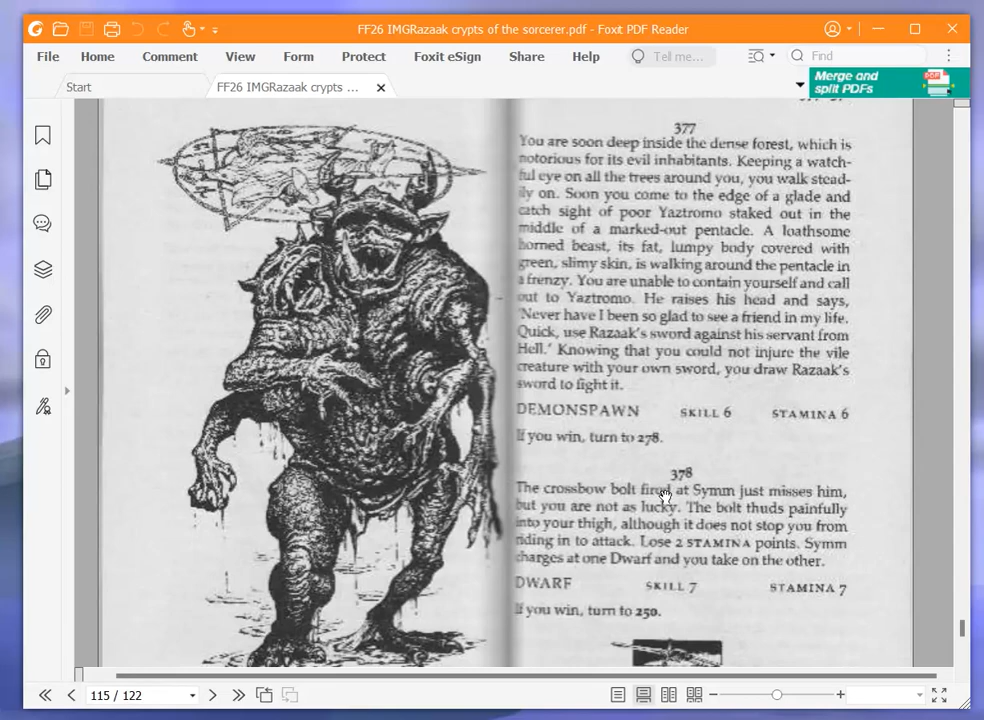 FF26 IMGRazaak crypts of the sorcerer.pdf - Foxit PDF Reader
File Home Comment View Form Protect Foxit eSign Share Help Tell me... Find
Start FF26 IMGRazaak crypts ... Merge and
split PDFs
377
You are soon deep inside the dense forest, which is
notorious for its evil inhabitants. Keeping a watch-
ful eye on all the trees around you, you walk stead-
ily on. Soon you come to the edge of a glade and
catch sight of poor Yaztromo staked out in the
middle of a marked-out pentacle. A loathsome
horned beast, its fat, lumpy body covered with
green, slimy skin, is walking around the pentacle in
a frenzy. You are unable to contain yourself and call
out to Yaztromo. He raises his head and says,
'Never have I been so glad to see a friend in my life.
Quick, use Razaak's sword against his servant from
Hell.' Knowing that you could not injure the vile
creature with your own sword, you draw Razaak's
sword to fight it.
DEMONSPAWN SKILL 6 STAMINA 6
If you win, turn to 278.
378
The crossbow bolt fired at Symm just misses him,
but you are not as lucky. The bolt thuds painfully
into your thigh, although it does not stop you from
riding in to attack. Lose 2 STAMINA points. Symm
charges at one Dwarf and you take on the other.
DWARF SKILL 7 STAMINA 7
If you win, turn to 250.
115 / 122